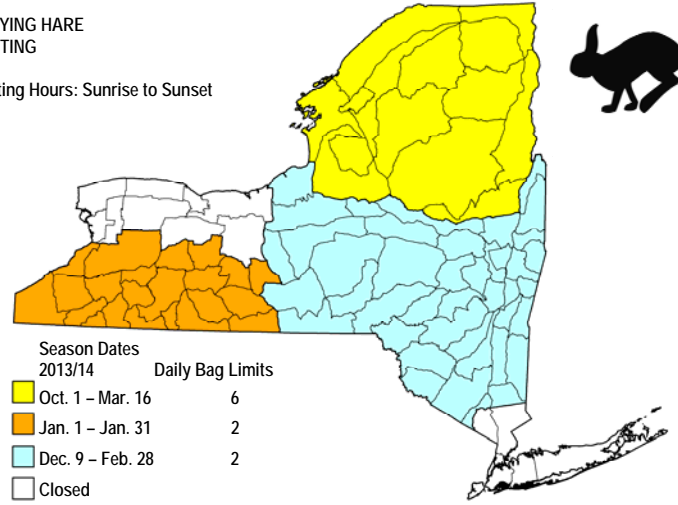 YING HARE
TING
ting Hours: Sunrise to Sunset
Season Dates
2013/14 Daily Bag Limits
Oct. 1 – Mar. 16 6
Jan. 1 – Jan. 31 2
Dec. 9 – Feb. 28 2
Closed